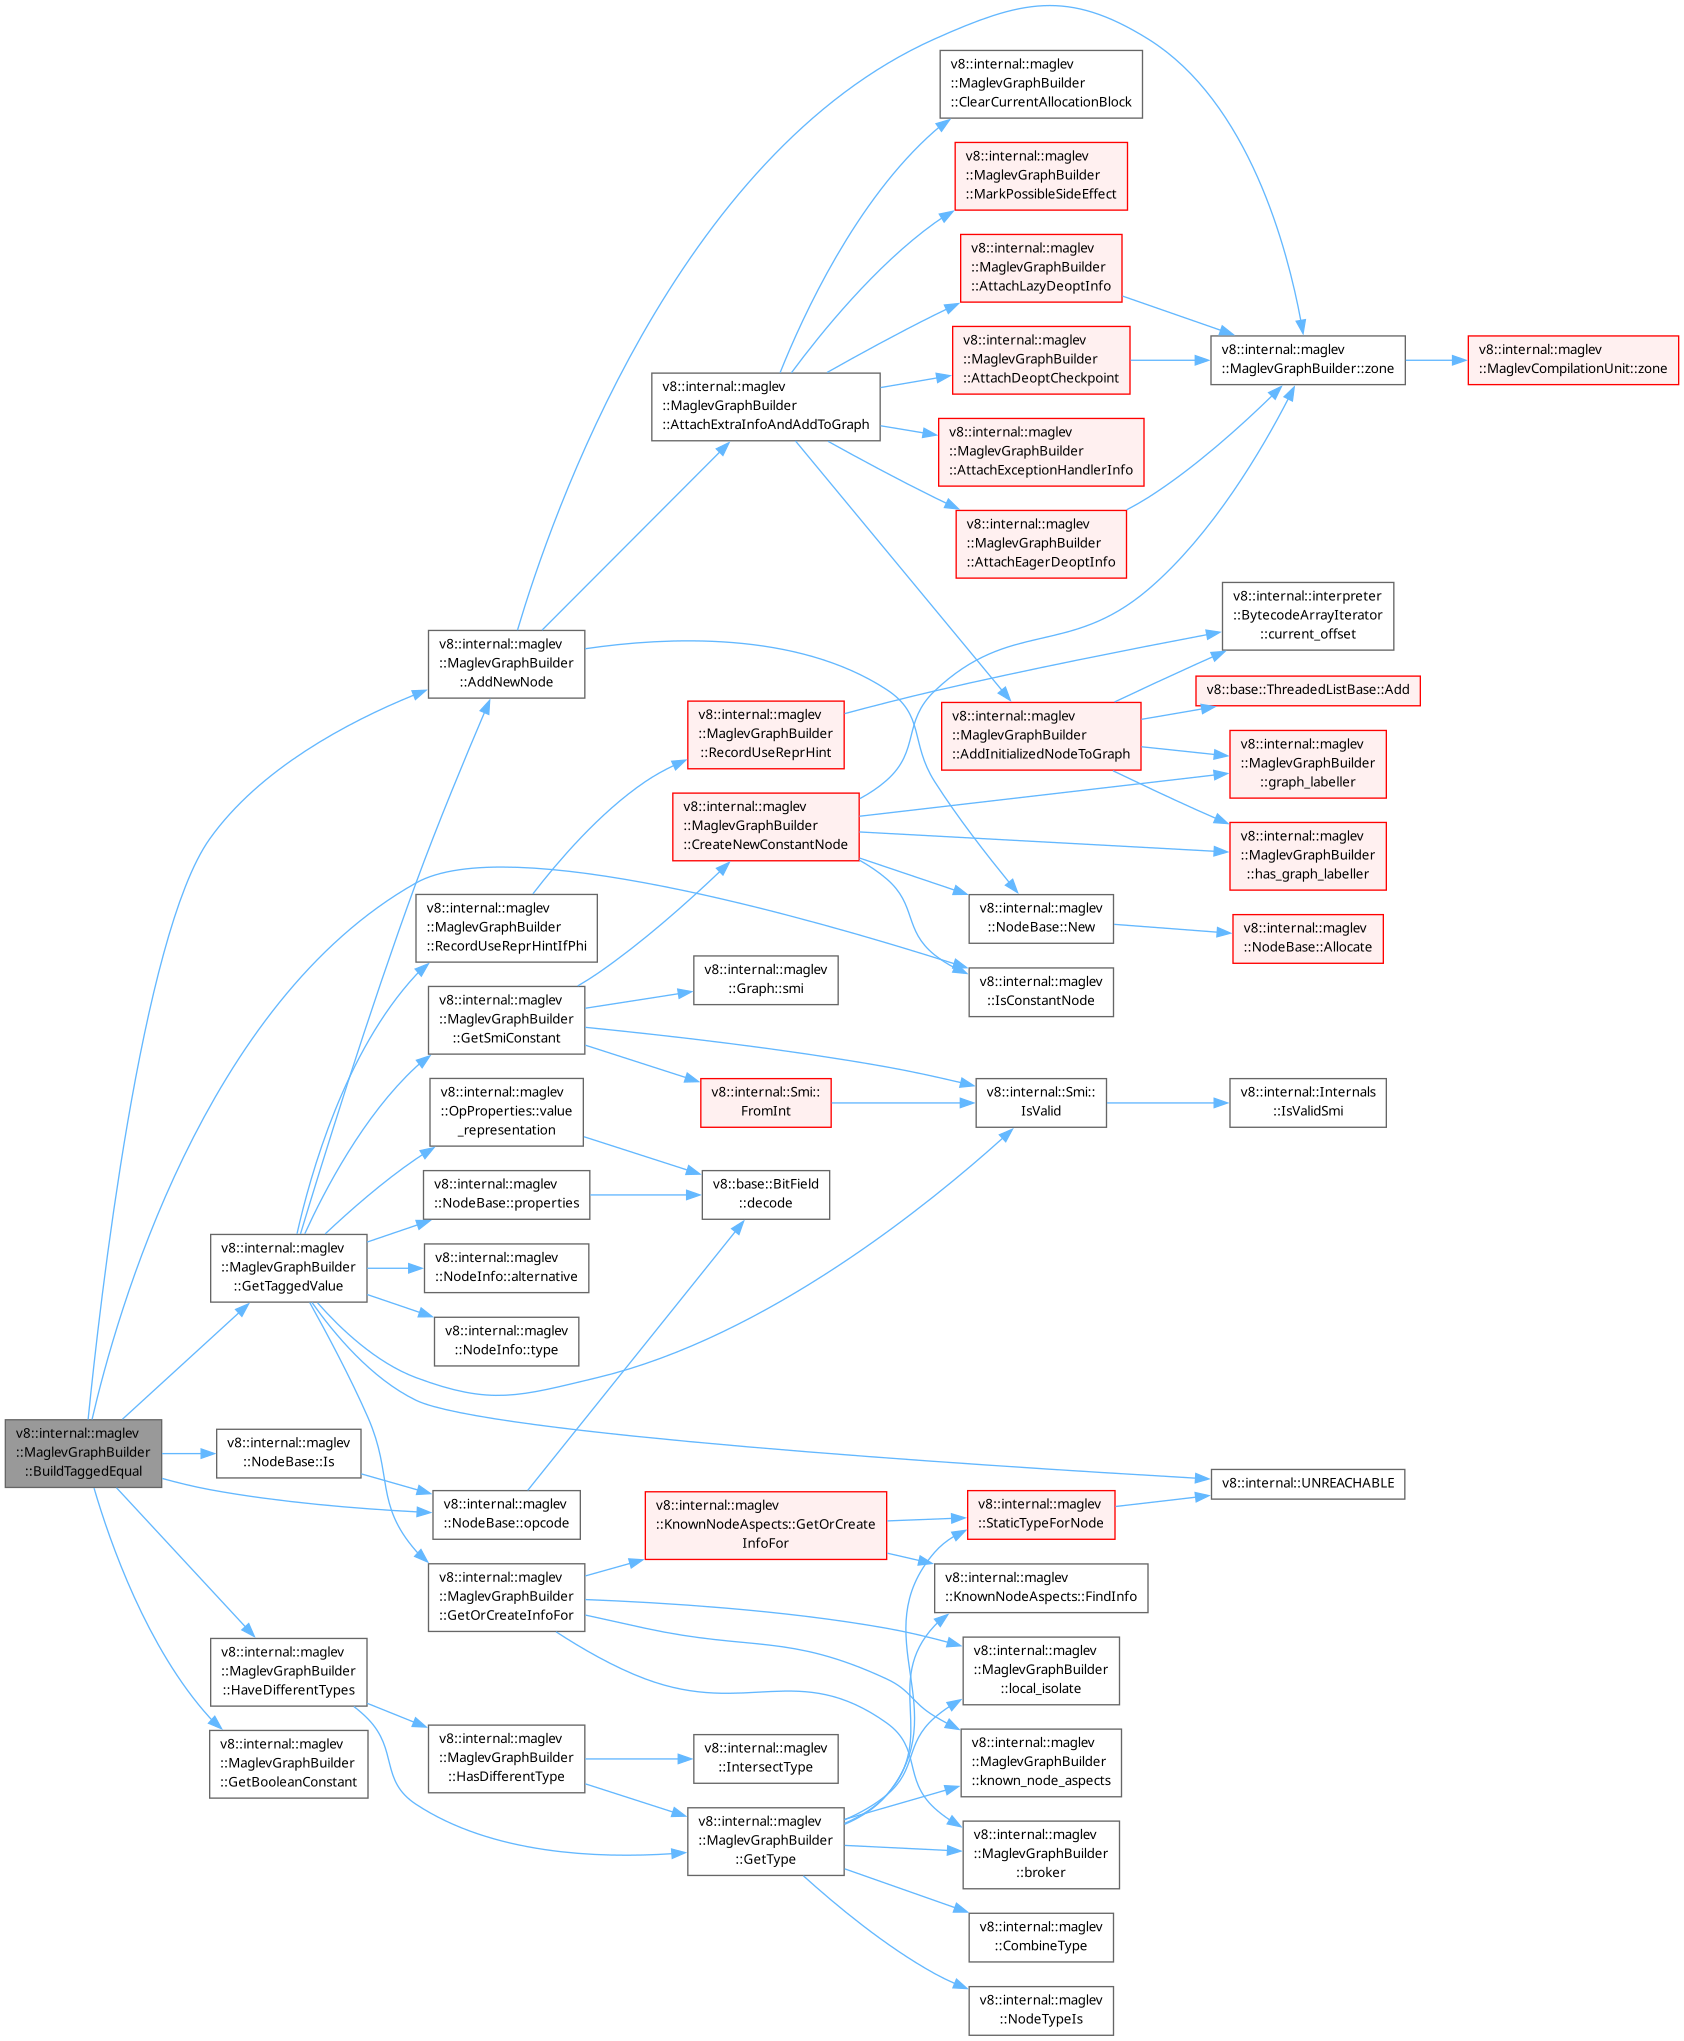 v8::internal::maglev
::MaglevGraphBuilder
::BuildTaggedEqual
v8::internal::maglev
::MaglevGraphBuilder
::AddNewNode
v8::internal::maglev
::MaglevGraphBuilder
::GetTaggedValue
v8::internal::maglev
::NodeBase::Is
v8::internal::maglev
::MaglevGraphBuilder
::HaveDifferentTypes
v8::internal::maglev
::MaglevGraphBuilder
::GetBooleanConstant
v8::internal::maglev
::MaglevGraphBuilder
::RecordUseReprHintIfPhi
v8::internal::maglev
::MaglevGraphBuilder
::GetSmiConstant
v8::internal::maglev
::OpProperties::value
_representation
v8::internal::maglev
::NodeBase::properties
v8::internal::maglev
::NodeInfo::alternative
v8::internal::maglev
::NodeInfo::type
v8::internal::maglev
::NodeBase::opcode
v8::internal::maglev
::MaglevGraphBuilder
::GetOrCreateInfoFor
v8::internal::maglev
::MaglevGraphBuilder
::HasDifferentType
v8::internal::maglev
::MaglevGraphBuilder
::AttachExtraInfoAndAddToGraph
v8::internal::maglev
::MaglevGraphBuilder
::RecordUseReprHint
v8::internal::maglev
::MaglevGraphBuilder
::CreateNewConstantNode
v8::internal::maglev
::Graph::smi
v8::internal::Smi::
FromInt
v8::base::BitField
::decode
v8::internal::maglev
::KnownNodeAspects::GetOrCreate
InfoFor
v8::internal::maglev
::IntersectType
v8::internal::maglev
::MaglevGraphBuilder
::GetType
v8::internal::maglev
::MaglevGraphBuilder
::ClearCurrentAllocationBlock
v8::internal::maglev
::MaglevGraphBuilder
::MarkPossibleSideEffect
v8::internal::maglev
::MaglevGraphBuilder
::AttachLazyDeoptInfo
v8::internal::maglev
::MaglevGraphBuilder
::AttachDeoptCheckpoint
v8::internal::maglev
::MaglevGraphBuilder
::AttachExceptionHandlerInfo
v8::internal::maglev
::MaglevGraphBuilder
::AttachEagerDeoptInfo
v8::internal::maglev
::MaglevGraphBuilder
::AddInitializedNodeToGraph
v8::internal::maglev
::NodeBase::New
v8::internal::maglev
::IsConstantNode
v8::internal::Smi::
IsValid
v8::internal::maglev
::StaticTypeForNode
v8::internal::maglev
::KnownNodeAspects::FindInfo
v8::internal::maglev
::MaglevGraphBuilder
::local_isolate
v8::internal::maglev
::MaglevGraphBuilder
::known_node_aspects
v8::internal::maglev
::MaglevGraphBuilder
::broker
v8::internal::maglev
::CombineType
v8::internal::maglev
::NodeTypeIs
v8::internal::maglev
::MaglevGraphBuilder::zone
v8::internal::interpreter
::BytecodeArrayIterator
::current_offset
v8::base::ThreadedListBase::Add
v8::internal::maglev
::MaglevGraphBuilder
::graph_labeller
v8::internal::maglev
::MaglevGraphBuilder
::has_graph_labeller
v8::internal::maglev
::NodeBase::Allocate
v8::internal::Internals
::IsValidSmi
v8::internal::UNREACHABLE
v8::internal::maglev
::MaglevCompilationUnit::zone